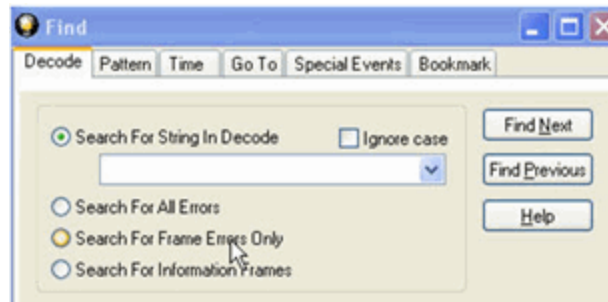 Find
Decode Pattern Time Go To Special Events Bookmark
Search For String In Decode Ignore case Find Next
Find Previous
Search For All Errors
Search For Frame Errors Only Help
Search For Information Frames